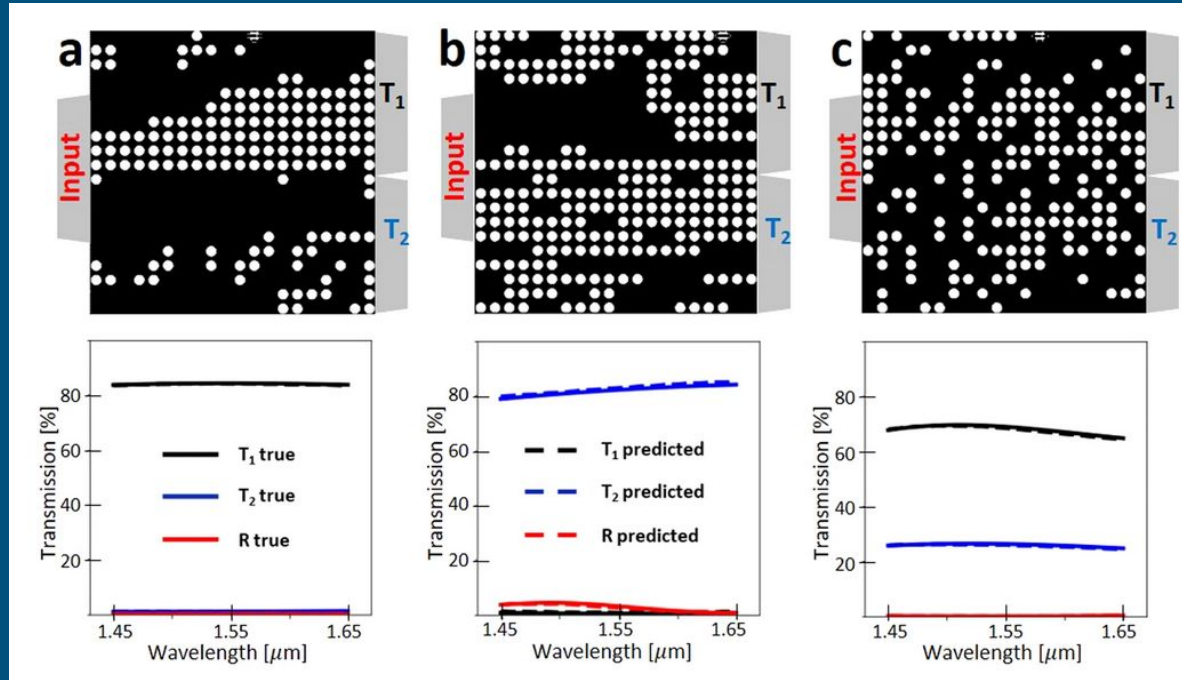 a
T₁
Input
T₂
b
T₁
Input
T₂
c
T₁
Input
T₂
Transmission [%]
80
60
40
20
T₁ true
T₂ true
R true
1.45
1.55
1.65
Wavelength [μm]
Transmission [%]
80
60
40
20
T₁ predicted
T₂ predicted
R predicted
1.45
1.55
1.65
Wavelength [μm]
Transmission [%]
80
60
40
20
1.45
1.55
1.65
Wavelength [μm]